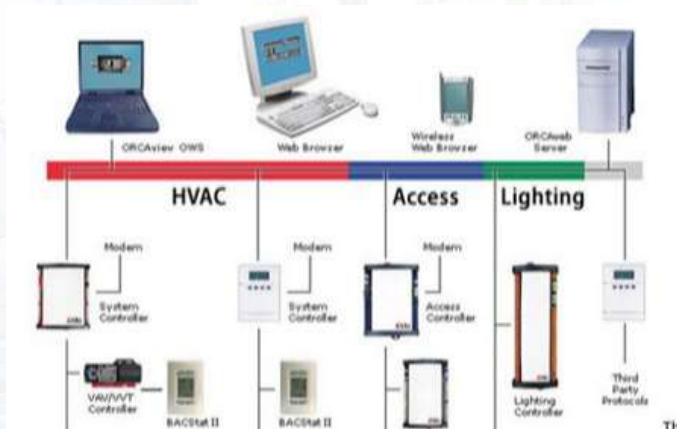 ORCAview OWS
Web Browser
Wireless
Web Browser
ORCAweb
Server
HVAC
Access
Lighting
Modem
System
Controller
Modem
System
Controller
Modem
Access
Controller
VAV/VVT
Controller
BACStat II
BACStat II
Lighting
Controller
Third
Party
Protocols
Th